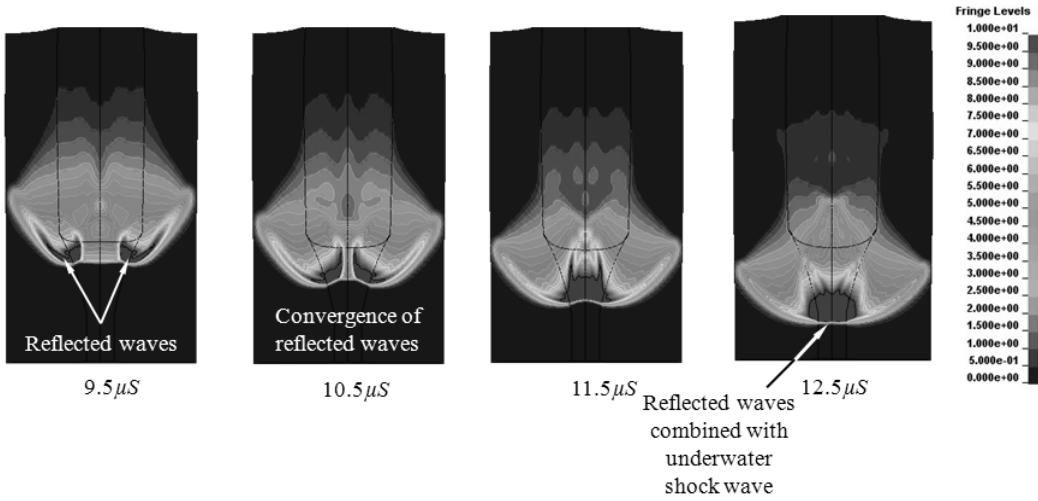 Fringe Levels
1.000e+01
9.500e+00
9.000e+00
8.500e+00
8.000e+00
7.500e+00
7.000e+00
6.500e+00
6.000e+00
5.500e+00
5.000e+00
4.500e+00
4.000e+00
3.500e+00
3.000e+00
2.500e+00
2.000e+00
1.500e+00
1.000e+00
5.000e-01
0.000e+00
Reflected waves
Convergence of
reflected waves
9.5μS
10.5μS
11.5μS
12.5μS
Reflected waves
combined with
underwater
shock wave